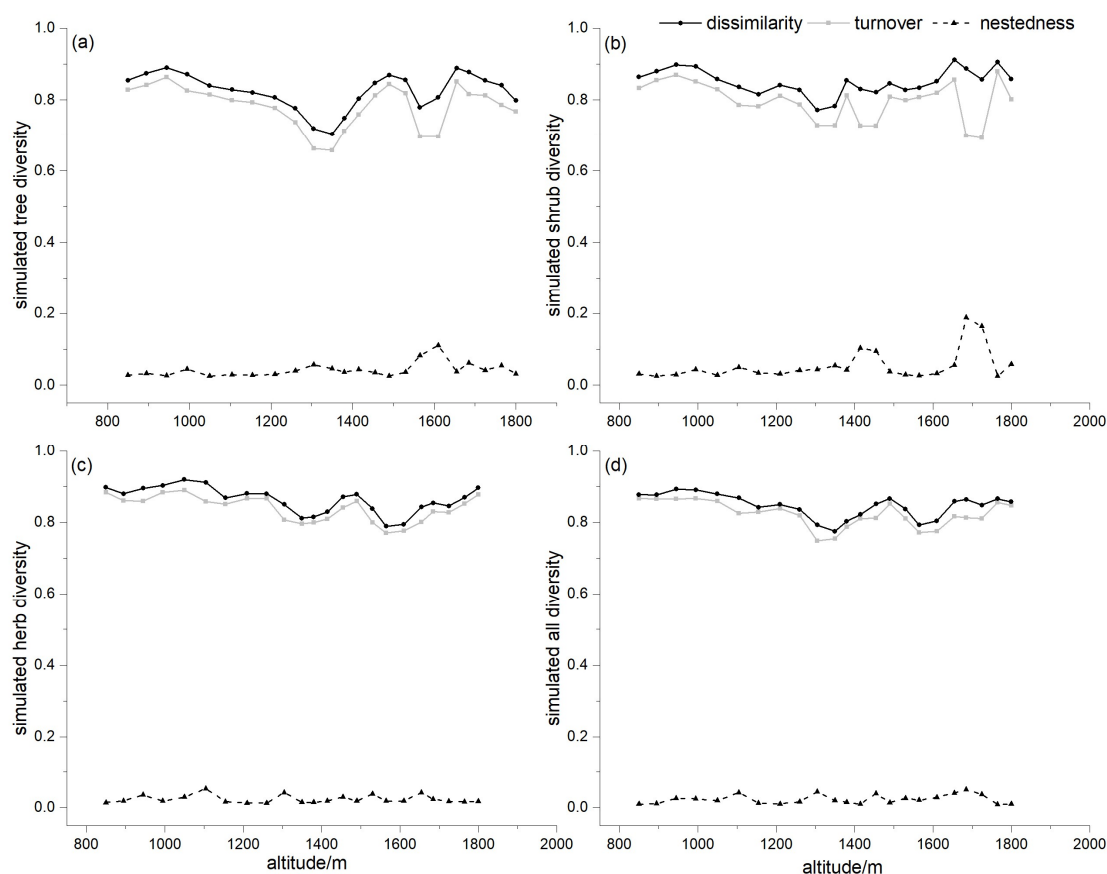 dissimilarity turnover nestedness
(a)
simulated tree diversity
1.0
0.8
0.6
0.4
0.2
0.0
800 1000 1200 1400 1600 1800
(b)
simulated shrub diversity
1.0
0.8
0.6
0.4
0.2
0.0
800 1000 1200 1400 1600 1800 2000
(c)
simulated herb diversity
1.0
0.8
0.6
0.4
0.2
0.0
800 1000 1200 1400 1600 1800 2000
altitude/m
(d)
simulated all diversity
1.0
0.8
0.6
0.4
0.2
0.0
800 1000 1200 1400 1600 1800 2000
altitude/m